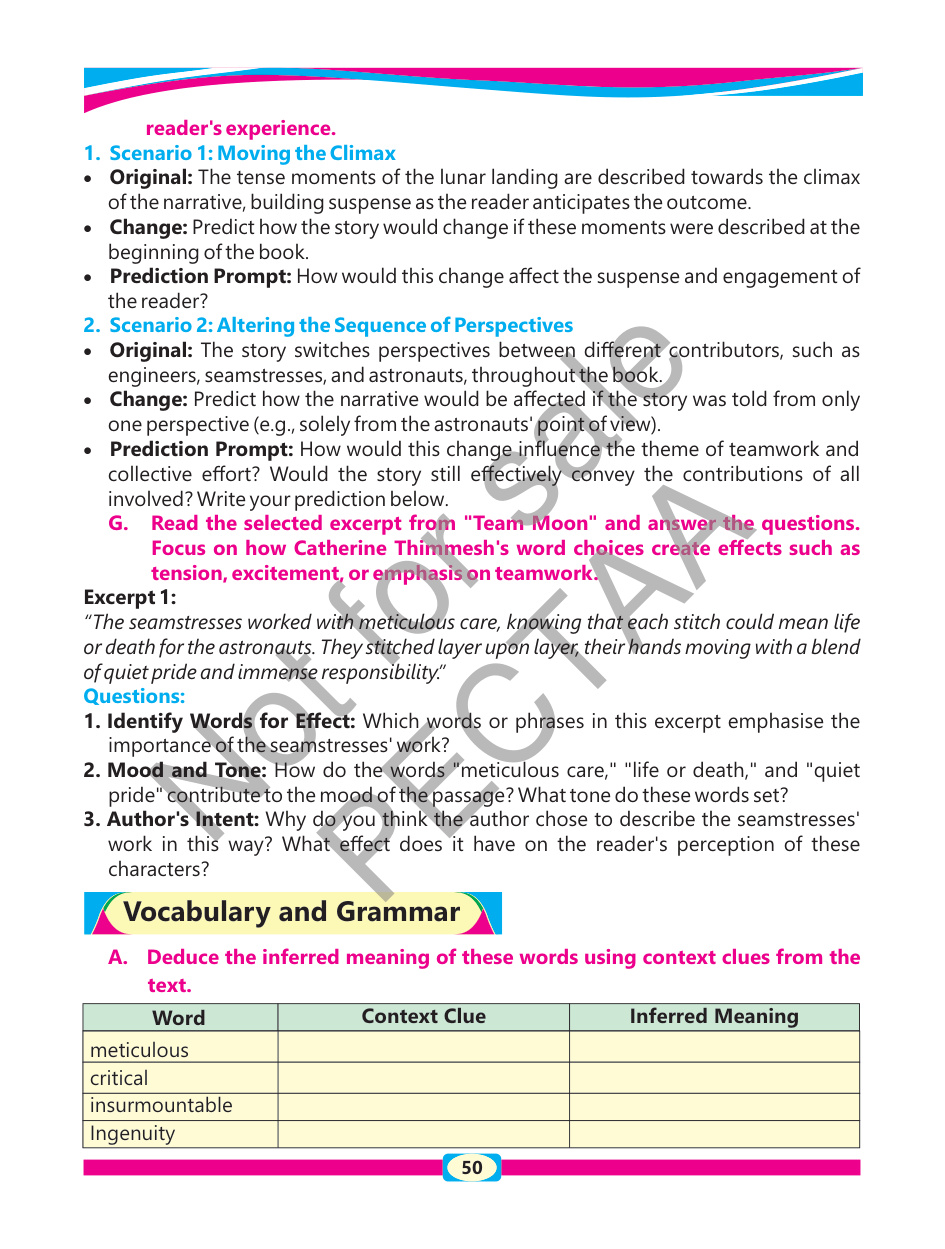 reader's experience.
1. Scenario 1: Moving the Climax
• Original: The tense moments of the lunar landing are described towards the climax
of the narrative, building suspense as the reader anticipates the outcome.
• Change: Predict how the story would change if these moments were described at the
beginning of the book.
• Prediction Prompt: How would this change affect the suspense and engagement of
the reader?
2. Scenario 2: Altering the Sequence of Perspectives
• Original: The story switches perspectives between different contributors, such as
engineers, seamstresses, and astronauts, throughout the book.
• Change: Predict how the narrative would be affected if the story was told from only
one perspective (e.g., solely from the astronauts' point of view).
• Prediction Prompt: How would this change influence the theme of teamwork and
collective effort? Would the story still effectively convey the contributions of all
involved? Write your prediction below.
G. Read the selected excerpt from "Team Moon" and answer the questions.
Focus on how Catherine Thimmesh's word choices create effects such as
tension, excitement, or emphasis on teamwork.
Excerpt 1:
“The seamstresses worked with meticulous care, knowing that each stitch could mean life
or death for the astronauts. They stitched layer upon layer, their hands moving with a blend
of quiet pride and immense responsibility.“
Questions:
1. Identify Words for Effect: Which words or phrases in this excerpt emphasise the
importance of the seamstresses' work?
2. Mood and Tone: How do the words "meticulous care," "life or death," and "quiet
pride" contribute to the mood of the passage? What tone do these words set?
3. Author's Intent: Why do you think the author chose to describe the seamstresses'
work in this way? What effect does it have on the reader's perception of these
characters?
Vocabulary and Grammar
A. Deduce the inferred meaning of these words using context clues from the
text.
Word Context Clue Inferred Meaning
meticulous
critical
insurmountable
Ingenuity
50
Not for sale
PECTAA